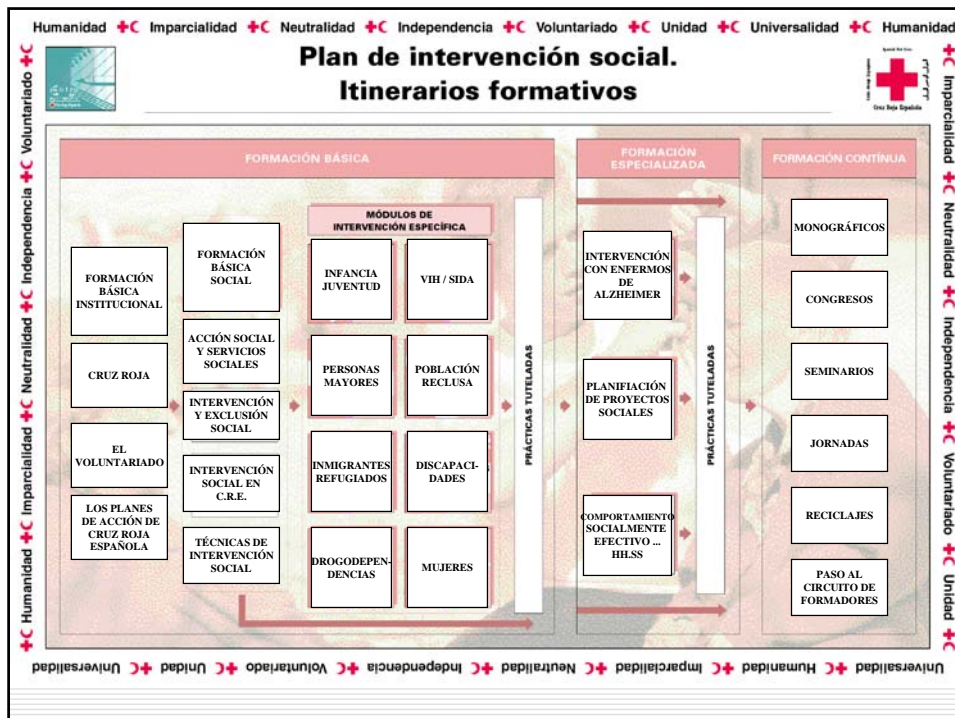 Humanidad Imparcialidad Neutralidad Independencia Voluntariado Unidad Universalidad Humanidad
Plan de intervención social.
Itinerarios formativos
Cruz Roja Española
FORMACIÓN BÁSICA
FORMACIÓN
ESPECIALIZADA
FORMACIÓN CONTÍNUA
FORMACIÓN
BÁSICA
INSTITUCIONAL
CRUZ ROJA
EL
VOLUNTARIADO
LOS PLANES
DE ACCIÓN DE
CRUZ ROJA
ESPAÑOLA
FORMACIÓN
BÁSICA
SOCIAL
ACCIÓN SOCIAL
Y SERVICIOS
SOCIALES
INTERVENCIÓN
Y EXCLUSIÓN
SOCIAL
INTERVENCIÓN
SOCIAL EN
C.R.E.
TÉCNICAS DE
INTERVENCIÓN
SOCIAL
MÓDULOS DE
INTERVENCIÓN ESPECÍFICA
INFANCIA
JUVENTUD
VIH / SIDA
PERSONAS
MAYORES
POBLACIÓN
RECLUSA
INMIGRANTES
REFUGIADOS
DISCAPACI-
DADES
DROGODEPEN-
DENCIAS
MUJERES
PRÁCTICAS TUTELADAS
INTERVENCIÓN
CON ENFERMOS
DE
ALZHEIMER
PLANIFIACIÓN
DE PROYECTOS
SOCIALES
COMPORTAMIENTO
SOCIALMENTE
EFECTIVO ...
HH.SS
PRÁCTICAS TUTELADAS
MONOGRÁFICOS
CONGRESOS
SEMINARIOS
JORNADAS
RECICLAJES
PASO AL
CIRCUITO DE
FORMADORES
Imparcialidad Neutralidad Independencia Voluntariado Unidad
Universalidad Humanidad Imparcialidad Neutralidad Independencia Voluntariado Unidad Universalidad
Humanidad Imparcialidad Neutralidad Independencia Voluntariado